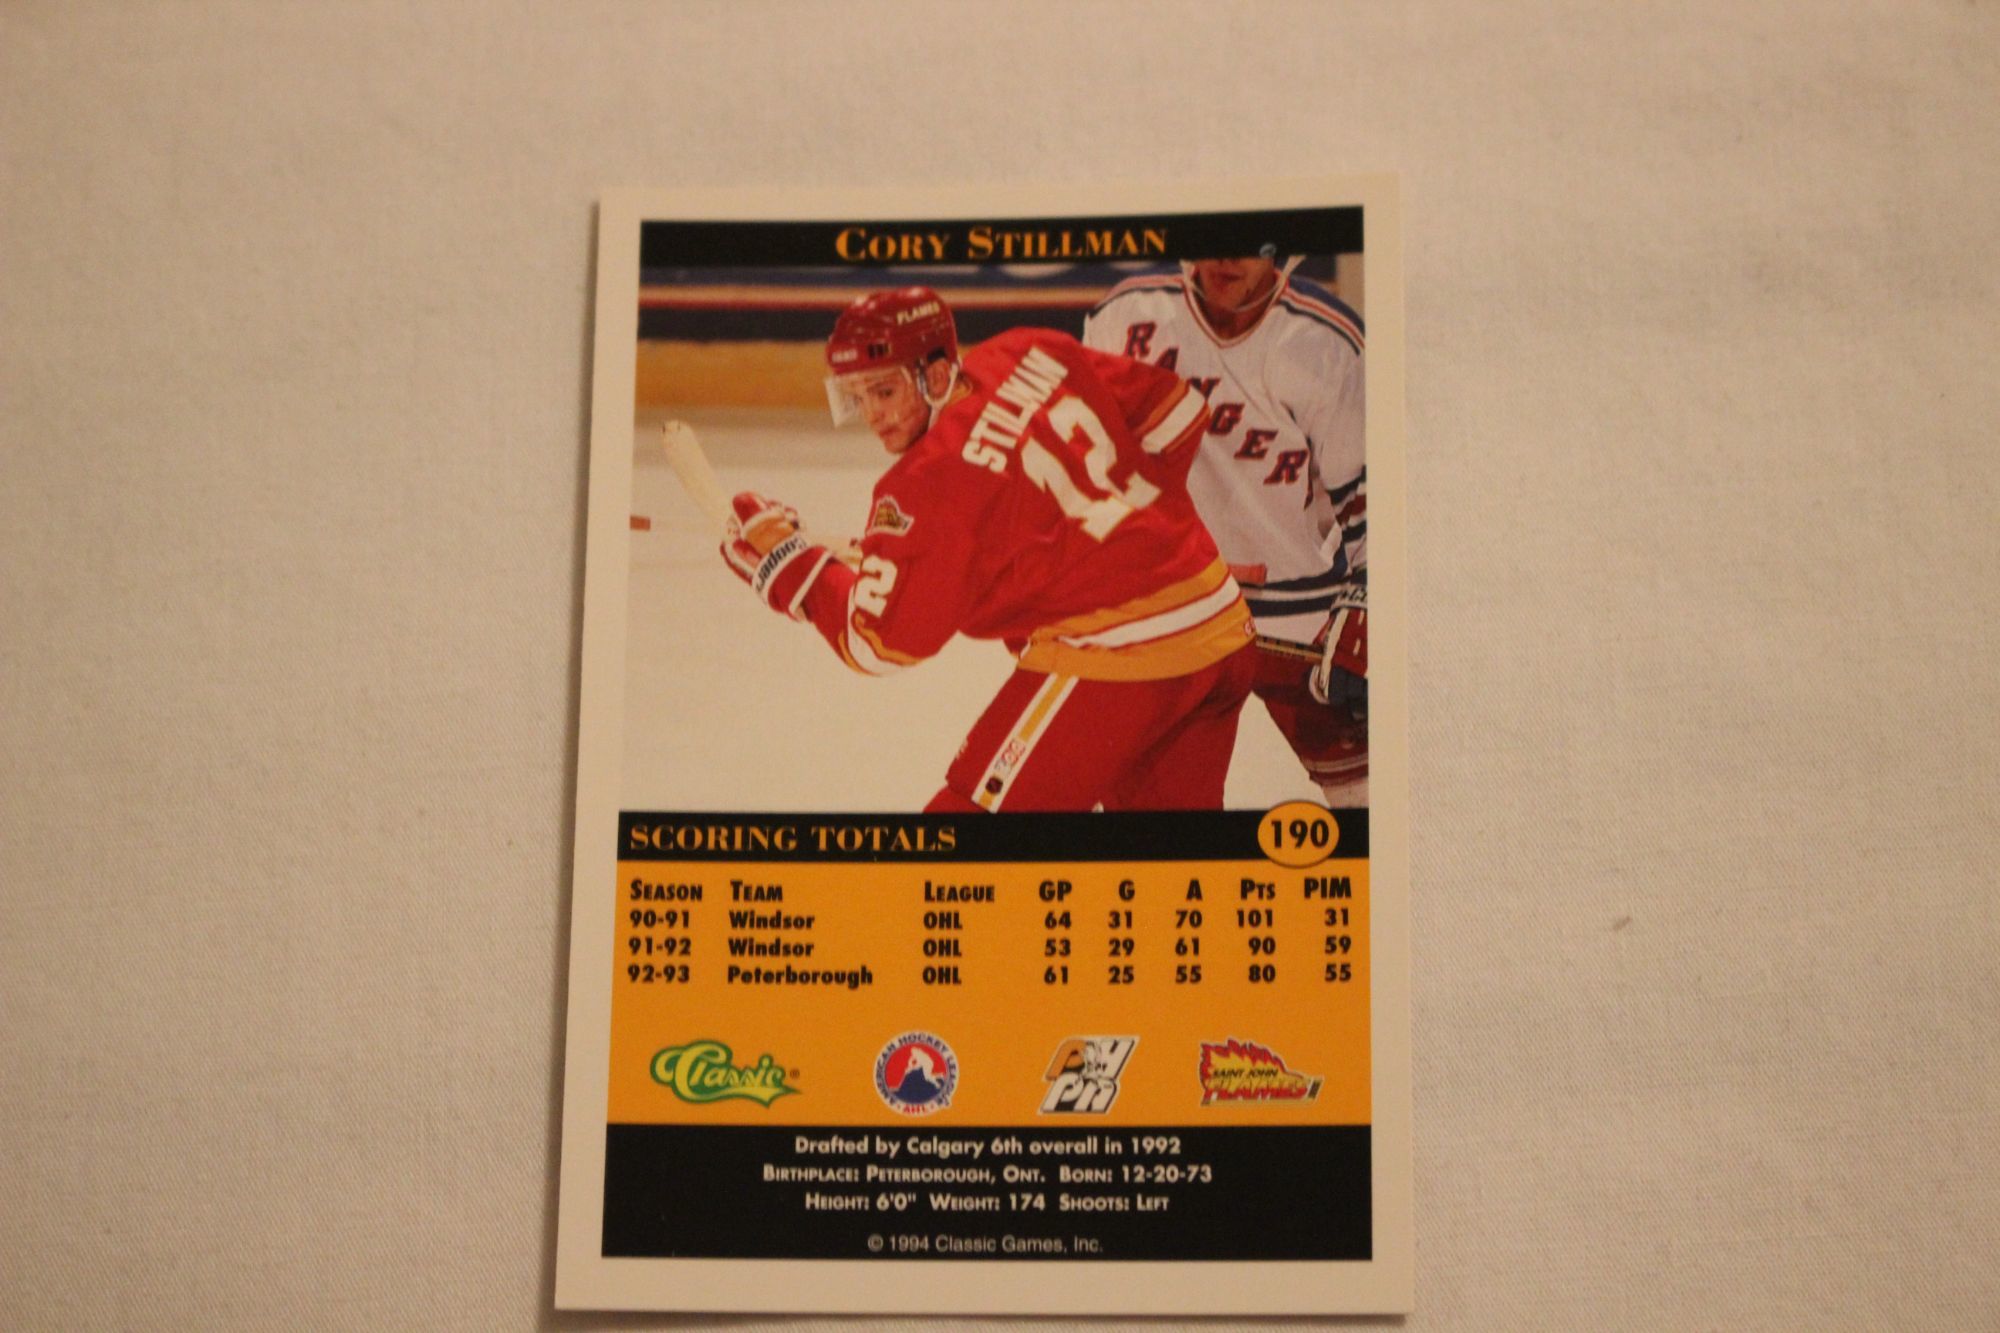 CORY STILLMAN
FLAMES
RANGERS
STILLMAN
12
12
Cooper
CCM
SCORING TOTALS 190
SEASON TEAM LEAGUE GP G A PTS PIM
90-91 Windsor OHL 64 31 70 101 31
91-92 Windsor OHL 53 29 61 90 59
92-93 Peterborough OHL 61 25 55 80 55
Classic ®
AMERICAN HOCKEY LEAGUE
AHL
SAINT JOHN
FLAMES
Drafted by Calgary 6th overall in 1992
BIRTHPLACE: PETERBOROUGH, ONT. BORN: 12-20-73
HEIGHT: 6'0" WEIGHT: 174 SHOOTS: LEFT
© 1994 Classic Games, Inc.